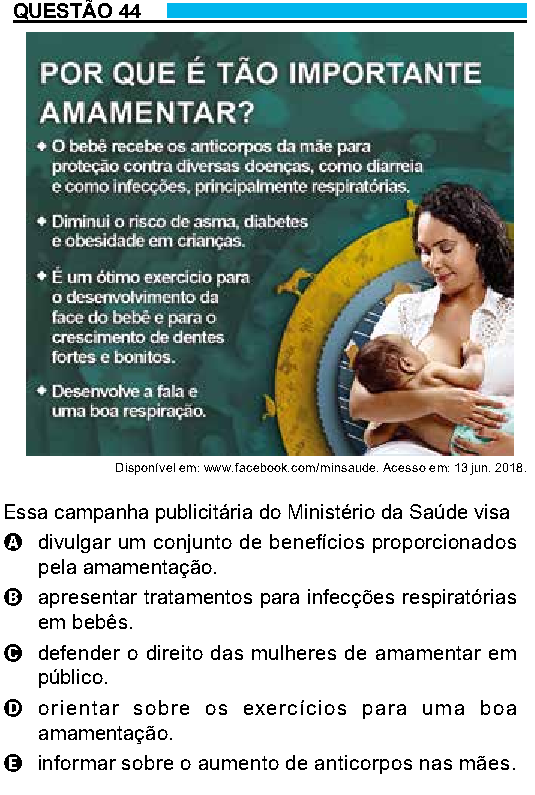 QUESTÃO 44
POR QUE É TÃO IMPORTANTE
AMAMENTAR?
O bebê recebe os anticorpos da mãe para
proteção contra diversas doenças, como diarreia
e como infecções, principalmente respiratórias.
Diminui o risco de asma, diabetes
e obesidade em crianças.
É um ótimo exercício para
o desenvolvimento da
face do bebê e para o
crescimento de dentes
fortes e bonitos.
Desenvolve a fala e
uma boa respiração.
Disponível em: www.facebook.com/minsaude. Acesso em: 13 jun. 2018.
Essa campanha publicitária do Ministério da Saúde visa
A divulgar um conjunto de benefícios proporcionados
pela amamentação.
B apresentar tratamentos para infecções respiratórias
em bebês.
C defender o direito das mulheres de amamentar em
público.
D orientar sobre os exercícios para uma boa
amamentação.
E informar sobre o aumento de anticorpos nas mães.